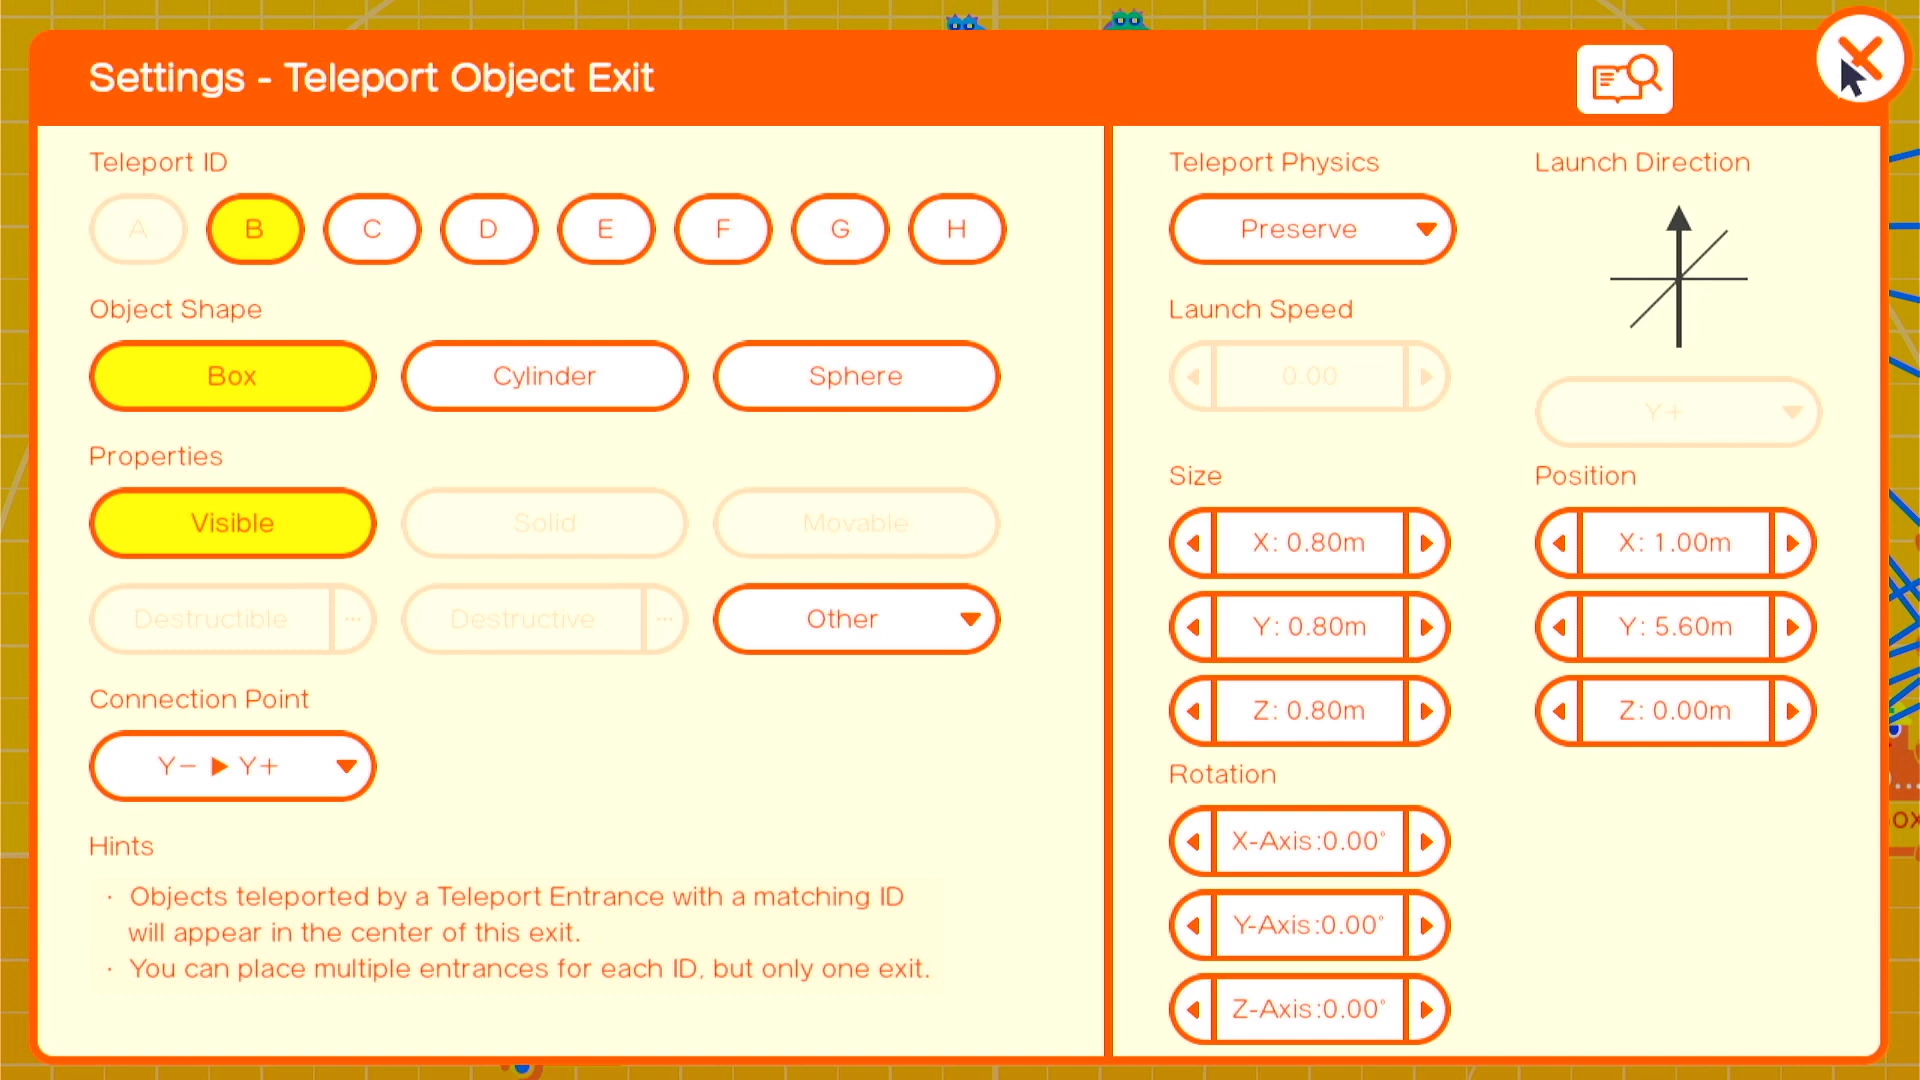 Settings - Teleport Object Exit
Teleport ID
A B C D E F G H
Object Shape
Box Cylinder Sphere
Properties
Visible Solid Movable
Destructible ... Destructive ... Other
Connection Point
Y− ▶ Y+
Hints
· Objects teleported by a Teleport Entrance with a matching ID
will appear in the center of this exit.
· You can place multiple entrances for each ID, but only one exit.
Teleport Physics
Preserve
Launch Speed
0.00
Launch Direction
Y+
Size
X: 0.80m
Y: 0.80m
Z: 0.80m
Position
X: 1.00m
Y: 5.60m
Z: 0.00m
Rotation
X-Axis:0.00°
Y-Axis:0.00°
Z-Axis:0.00°